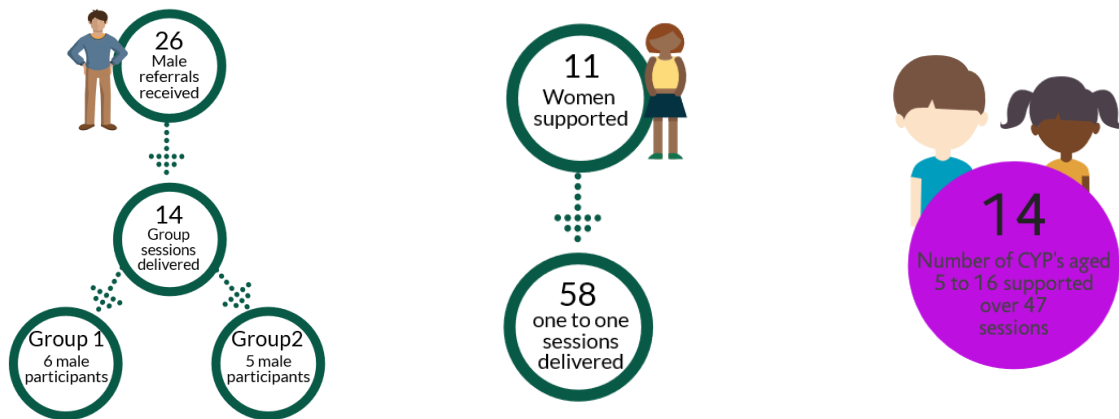 26
Male
referrals
received
14
Group
sessions
delivered
Group 1
6 male
participants
Group2
5 male
participants
11
Women
supported
58
one to one
sessions
delivered
14
Number of CYP's aged
5 to 16 supported
over 47
sessions